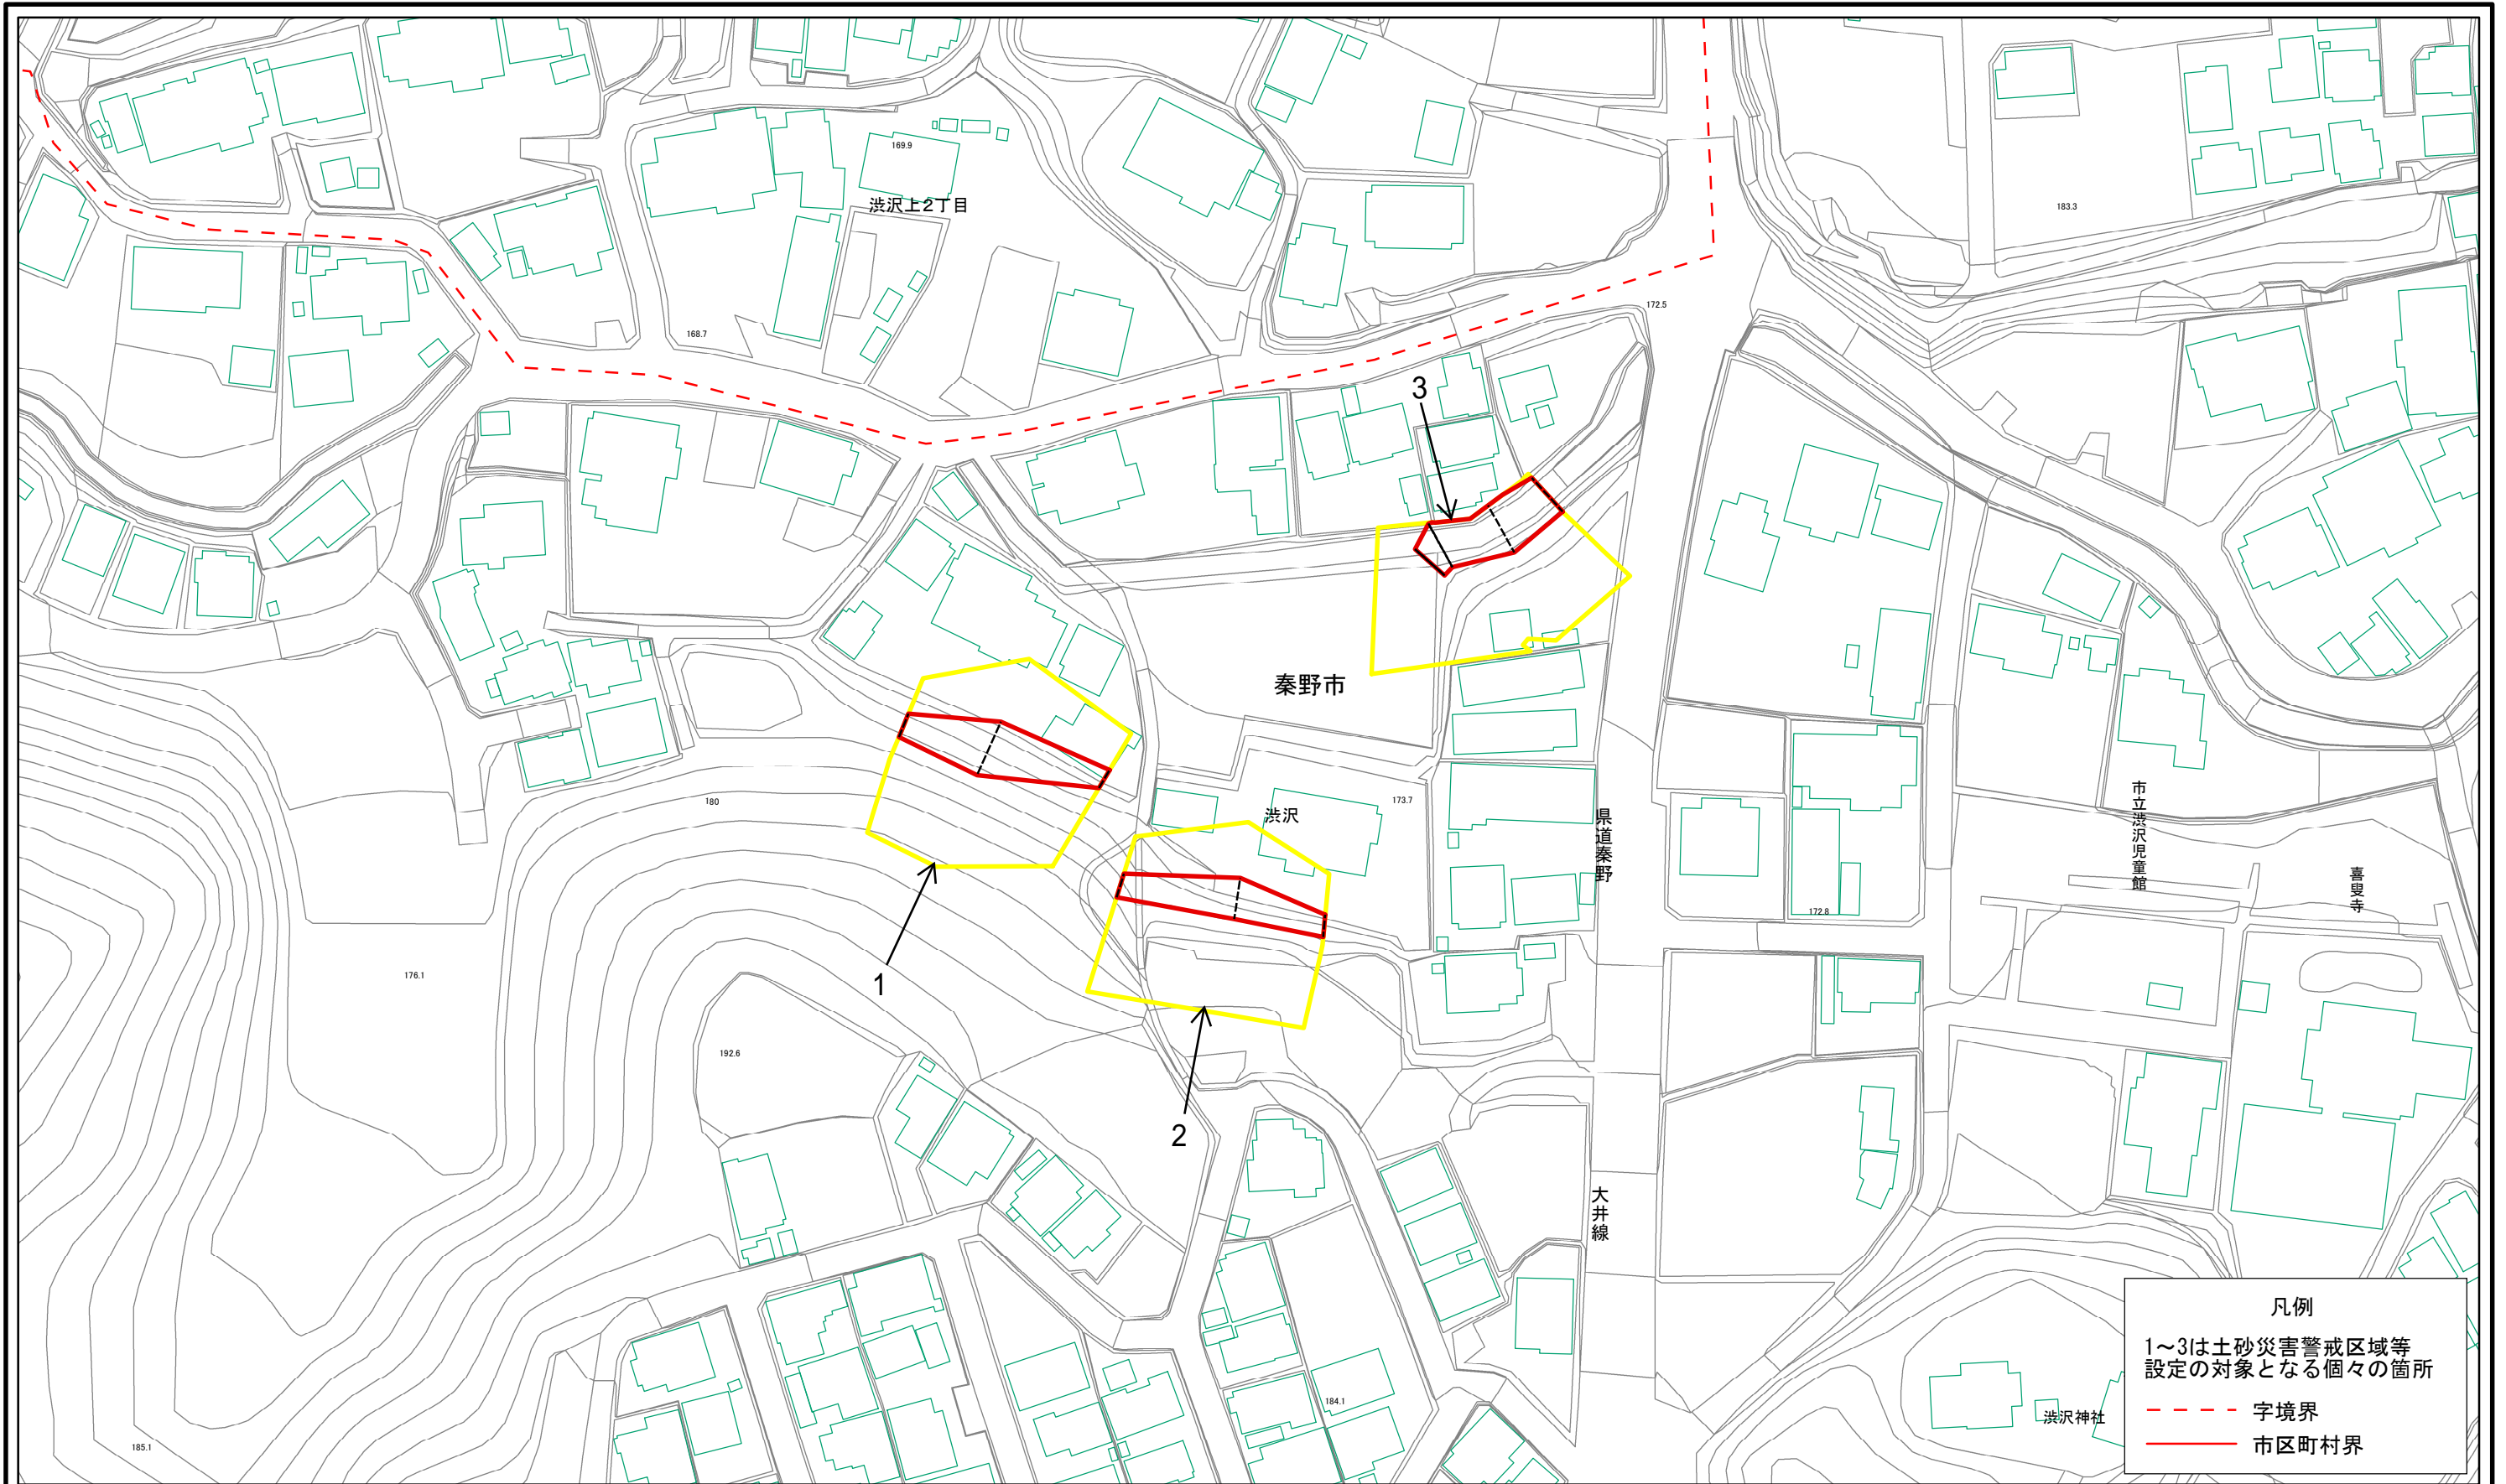 169.9
渋沢上2丁目
183.3
172.5
168.7
3
秦野市
180
173.7
渋沢
県道秦野
市立渋沢児童館
喜叟寺
172.8
176.1
1
192.6
2
大井線
184.1
185.1
渋沢神社
凡例
1～3は土砂災害警戒区域等
設定の対象となる個々の箇所
字境界
市区町村界